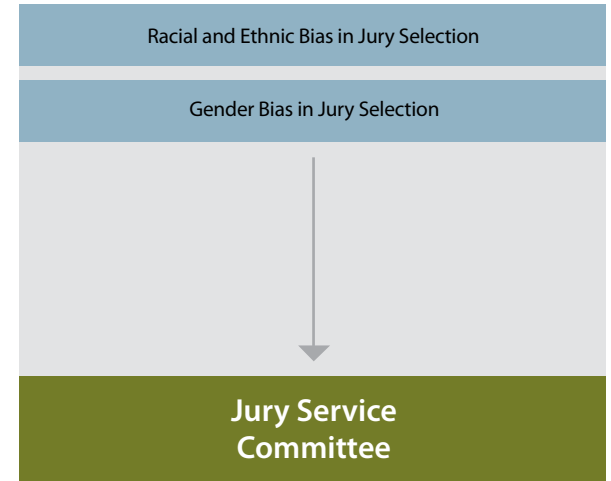 Racial and Ethnic Bias in Jury Selection
Gender Bias in Jury Selection
Jury Service
Committee